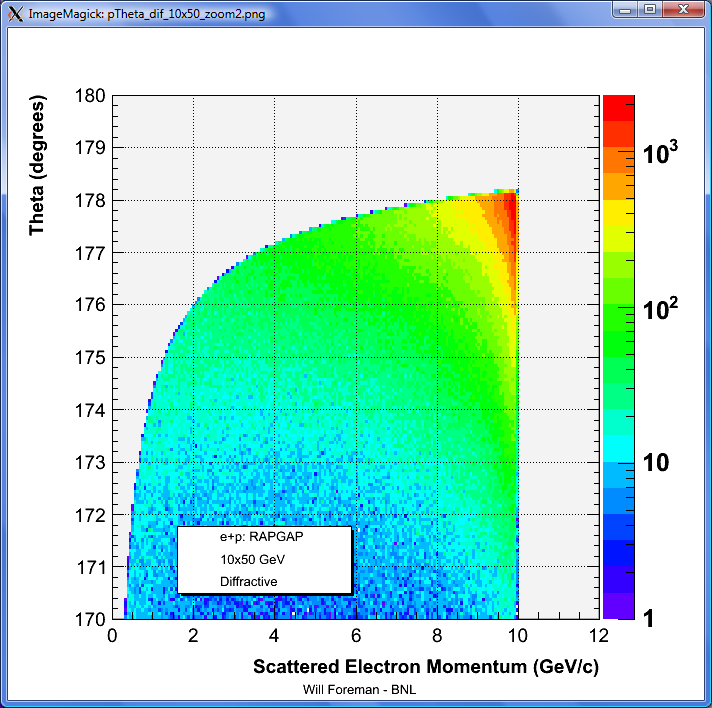 ImageMagick: pTheta_dif_10x50_zoom2.png
Theta (degrees)
180
179
178
177
176
175
174
173
172
171
170
0 2 4 6 8 10 12
10³
10²
10
1
e+p: RAPGAP
10x50 GeV
Diffractive
Scattered Electron Momentum (GeV/c)
Will Foreman - BNL